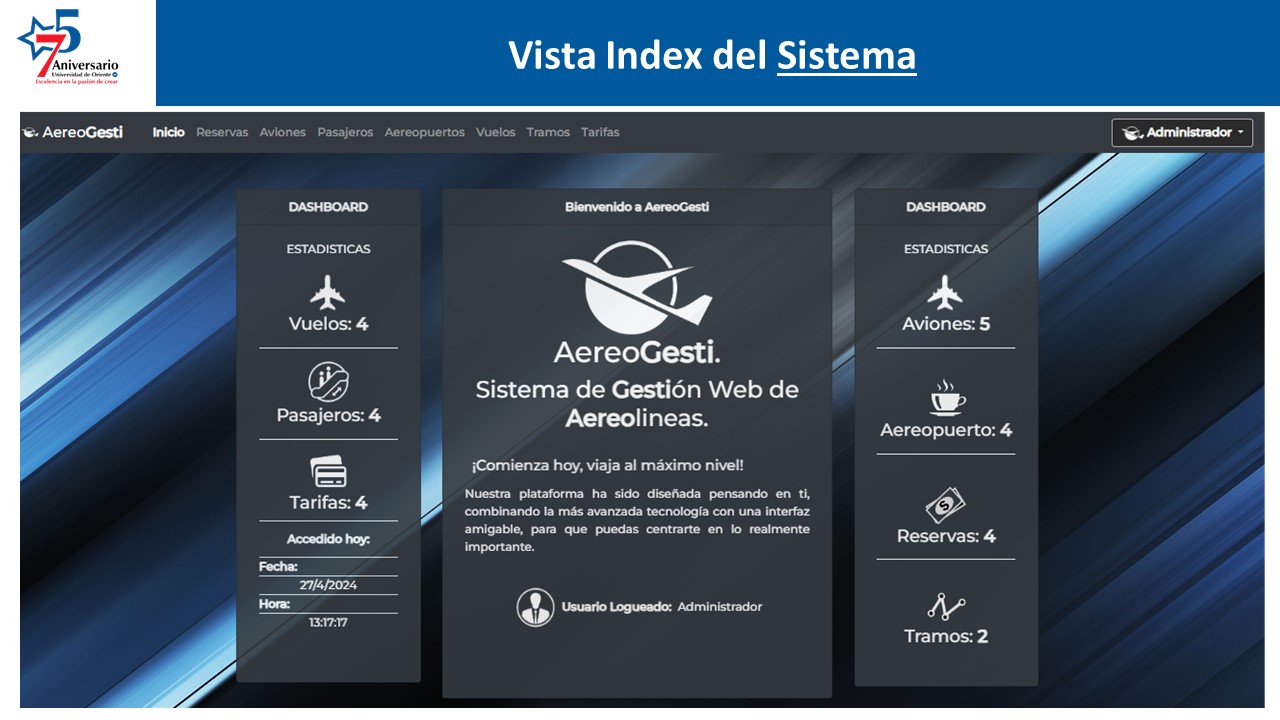 75
Aniversario
Universidad de Oriente
Excelencia en la pasión de crear
Vista Index del Sistema
AereoGesti Inicio Reservas Aviones Pasajeros Aereopuertos Vuelos Tramos Tarifas Administrador
DASHBOARD
ESTADISTICAS
Vuelos: 4
Pasajeros: 4
Tarifas: 4
Accedido hoy:
Fecha:
27/4/2024
Hora:
13:17:17
Bienvenido a AereoGesti
AereoGesti.
Sistema de Gestión Web de
Aereolineas.
¡Comienza hoy, viaja al máximo nivel!
Nuestra plataforma ha sido diseñada pensando en ti,
combinando la más avanzada tecnología con una interfaz
amigable, para que puedas centrarte en lo realmente
importante.
Usuario Logueado: Administrador
DASHBOARD
ESTADISTICAS
Aviones: 5
Aereopuerto: 4
Reservas: 4
Tramos: 2